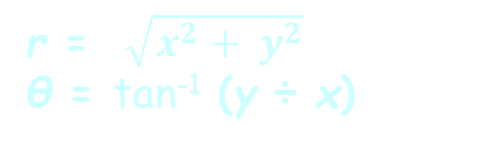 r = √x² + y²
θ = tan⁻¹ (y ÷ x)